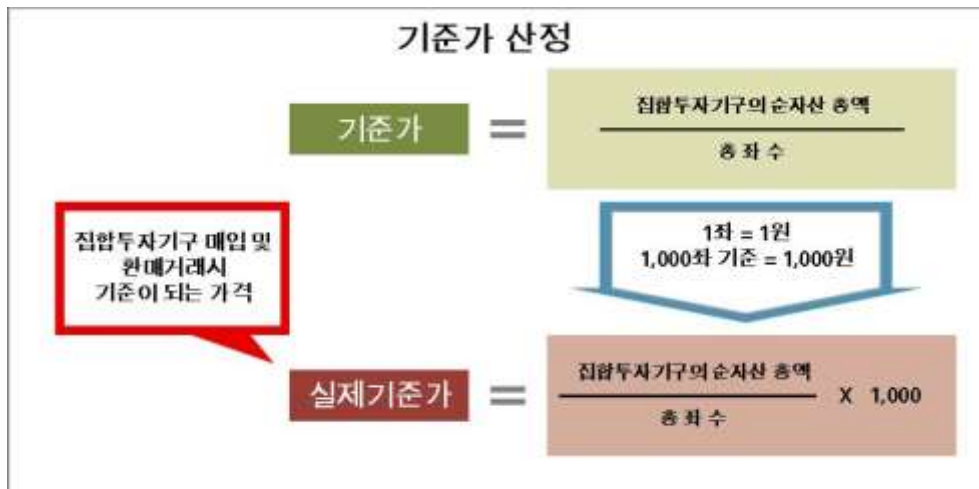 기준가 산정
기준가 =
집합투자기구의 순자산 총액
총 좌 수
1좌 = 1원
1,000좌 기준 = 1,000원
집합투자기구 매입 및
환매거래시
기준이 되는 가격
실제기준가 =
집합투자기구의 순자산 총액
총 좌 수
X 1,000